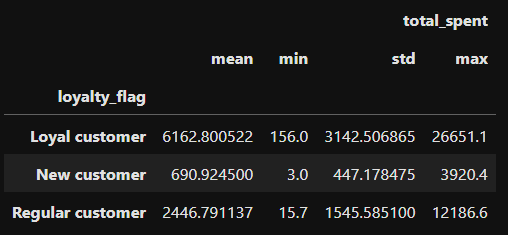 total_spent
mean min std max
loyalty_flag
Loyal customer 6162.800522 156.0 3142.506865 26651.1
New customer 690.924500 3.0 447.178475 3920.4
Regular customer 2446.791137 15.7 1545.585100 12186.6